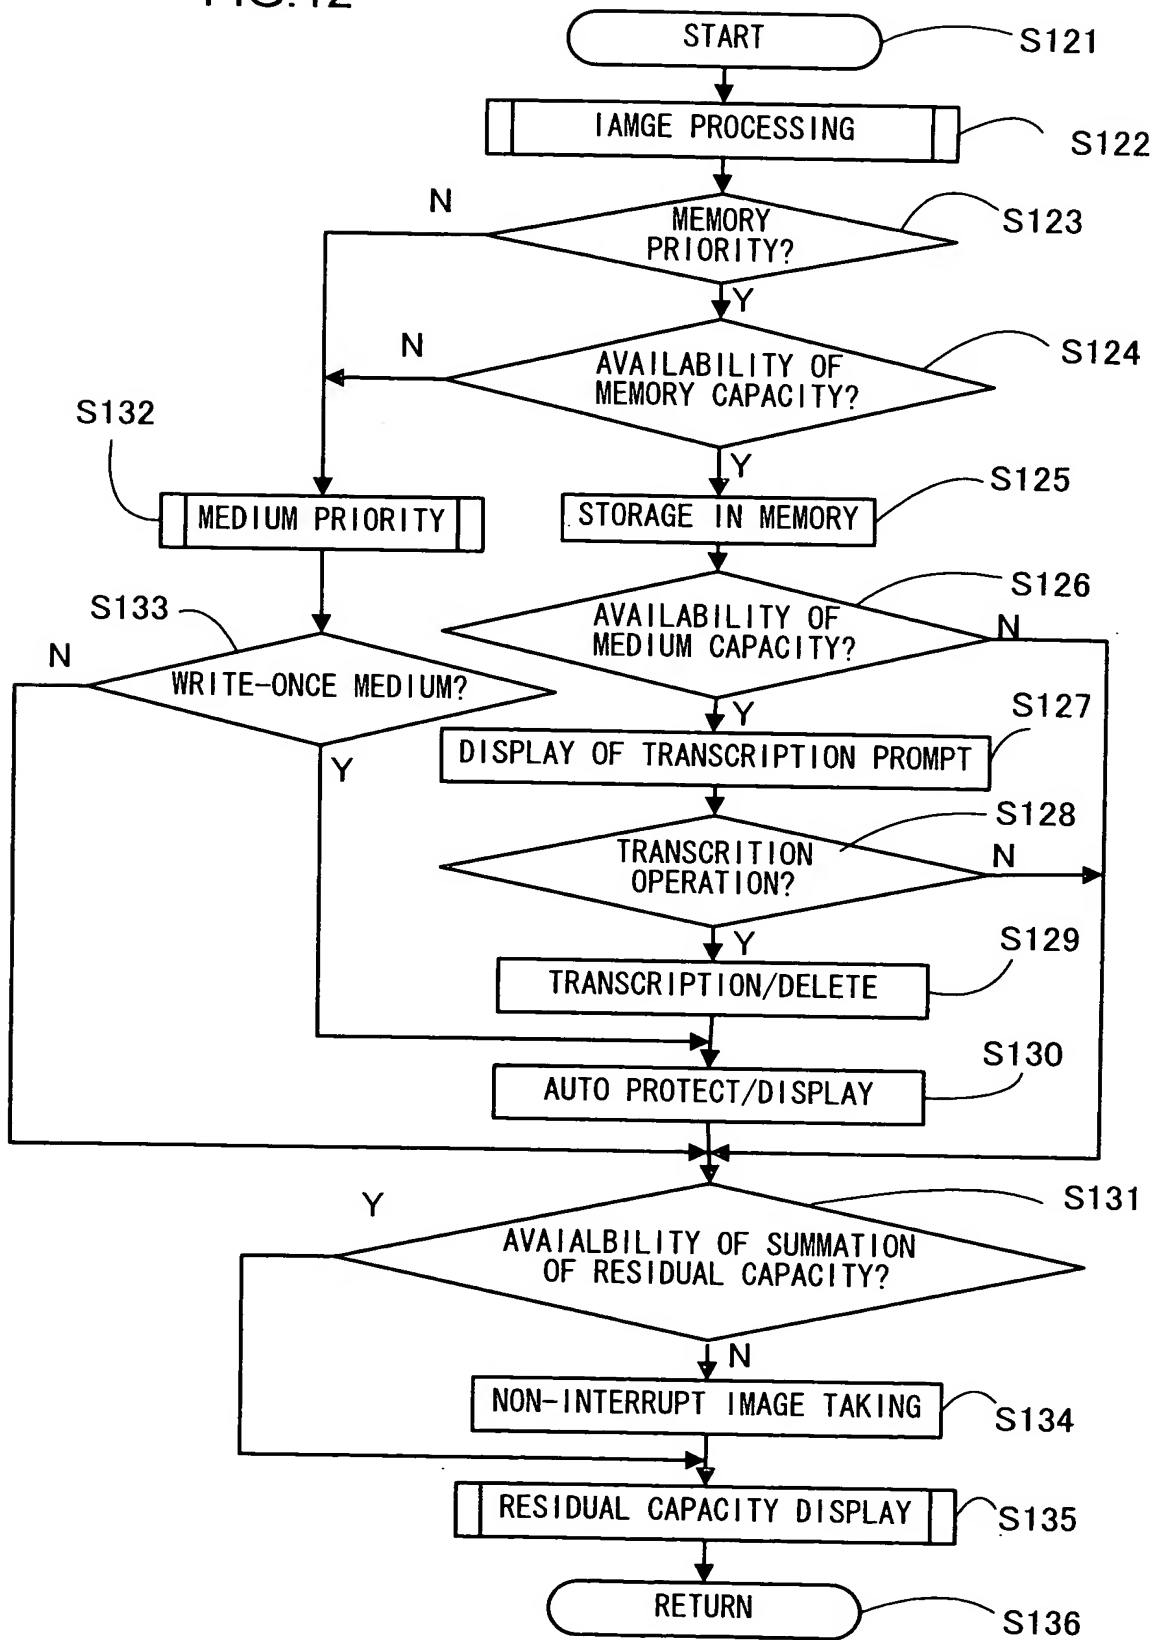 FIG.12
START
S121
IAMGE PROCESSING
S122
N
MEMORY
PRIORITY?
S123
Y
N
AVAILABILITY OF
MEMORY CAPACITY?
S124
S132
Y
MEDIUM PRIORITY
STORAGE IN MEMORY
S125
S133
AVAILABILITY OF
MEDIUM CAPACITY?
S126
N
N
WRITE-ONCE MEDIUM?
Y
Y
S127
DISPLAY OF TRANSCRIPTION PROMPT
S128
TRANSCRITION
OPERATION?
N
Y
S129
TRANSCRIPTION/DELETE
S130
AUTO PROTECT/DISPLAY
Y
S131
AVAIALBILITY OF SUMMATION
OF RESIDUAL CAPACITY?
N
NON-INTERRUPT IMAGE TAKING
S134
RESIDUAL CAPACITY DISPLAY
S135
RETURN
S136